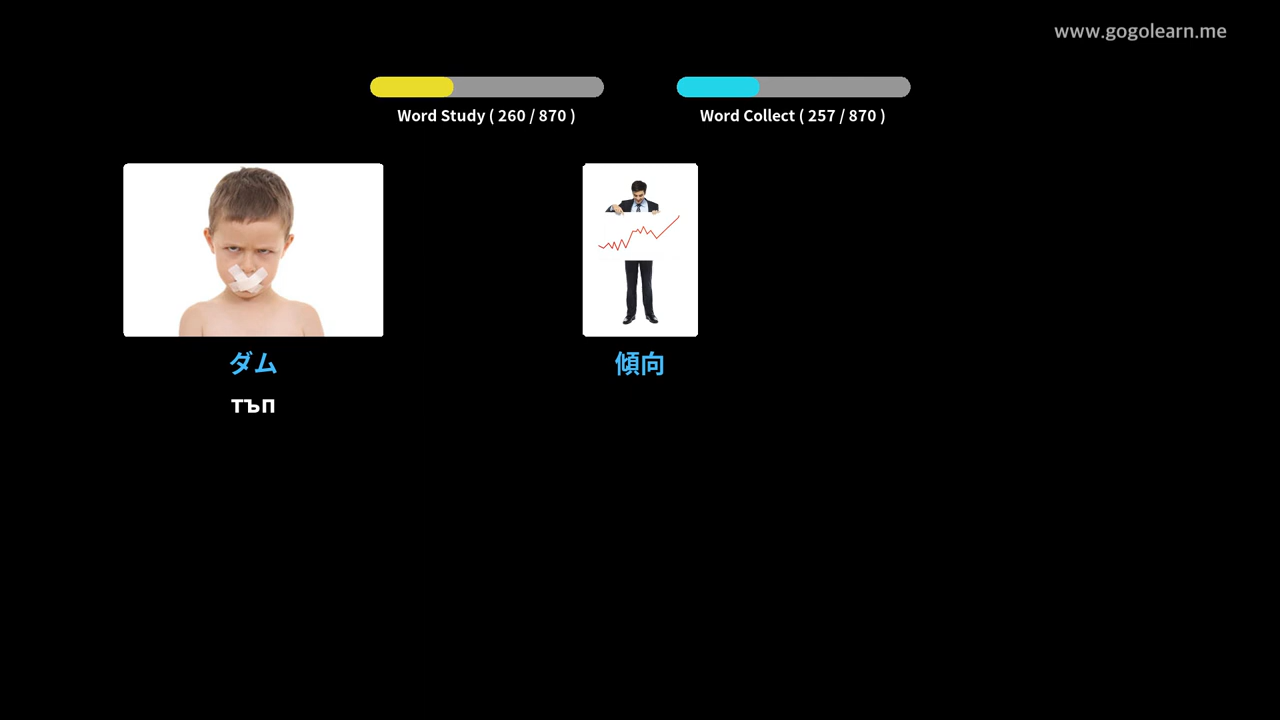 www.gogolearn.me
Word Study ( 260 / 870 )
Word Collect ( 257 / 870 )
ダム
傾向
тъп